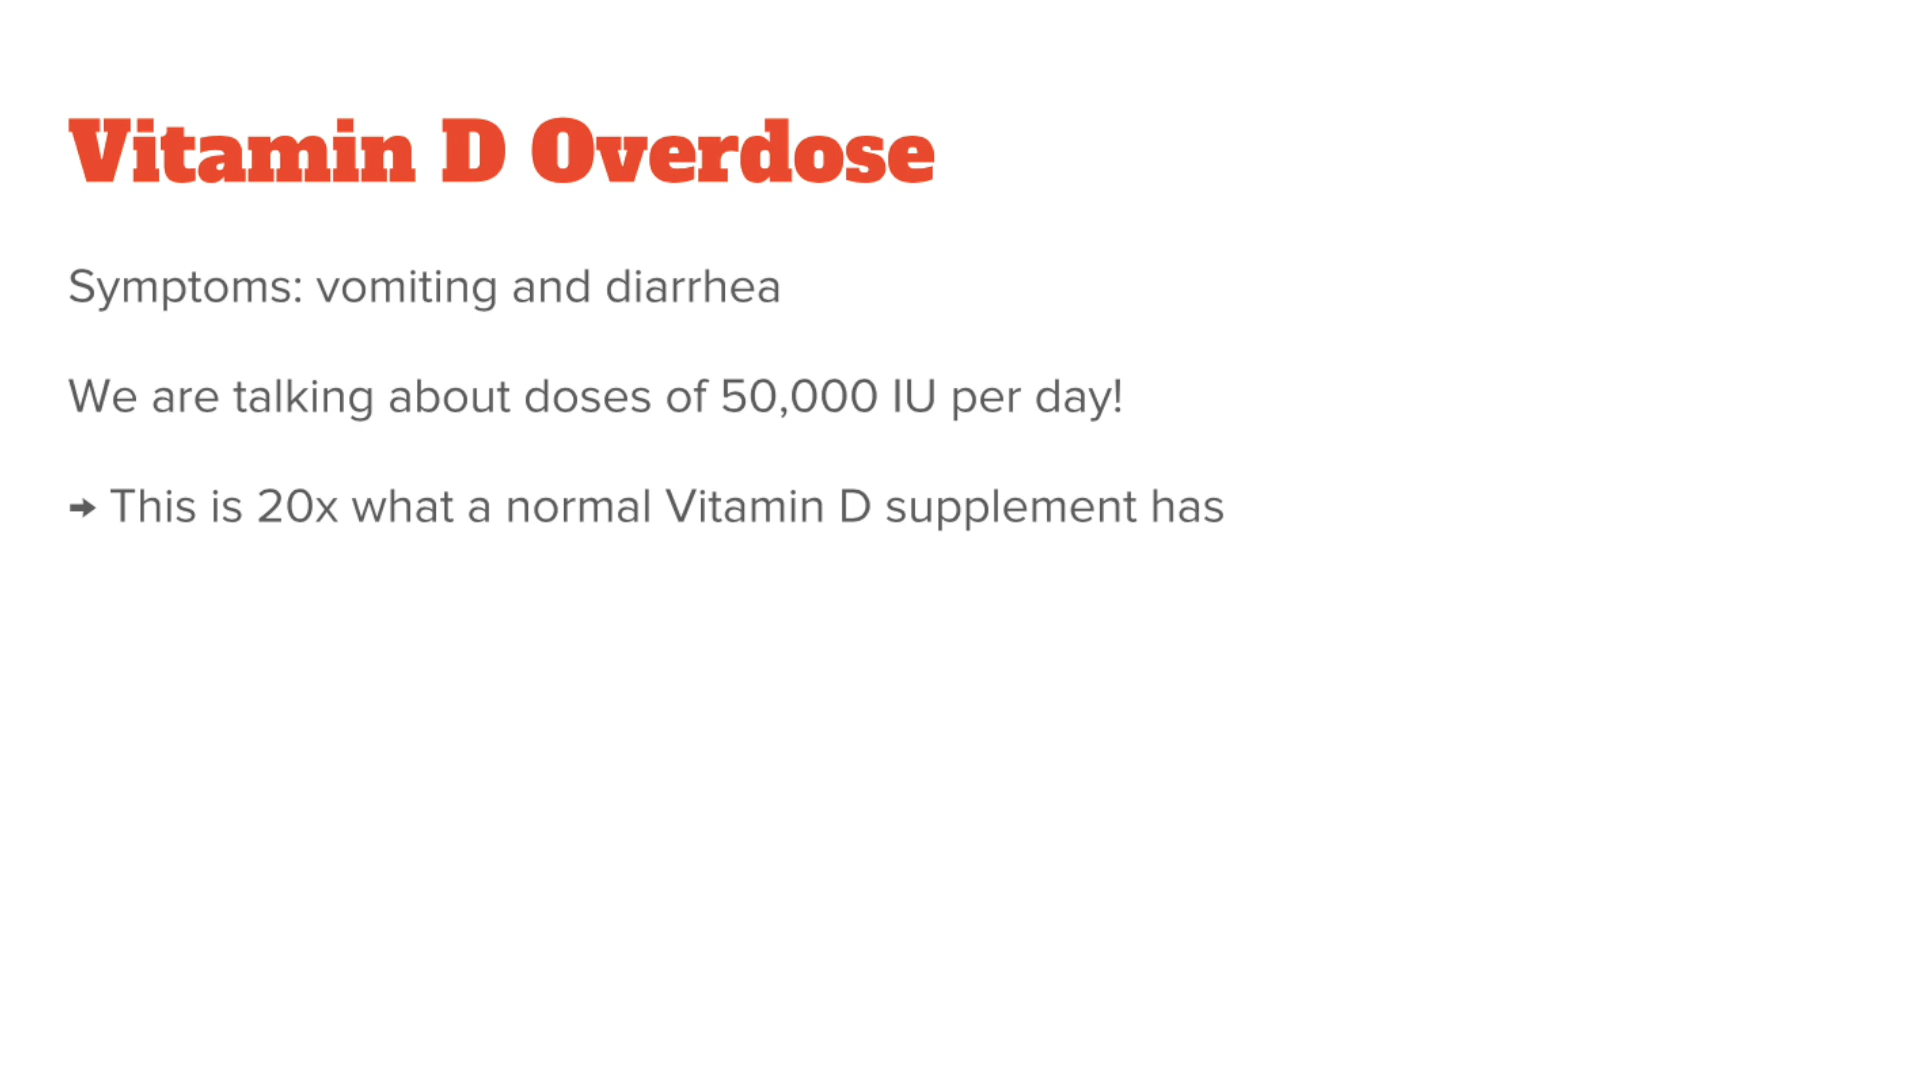 Vitamin D Overdose
Symptoms: vomiting and diarrhea
We are talking about doses of 50,000 IU per day!
➜ This is 20x what a normal Vitamin D supplement has